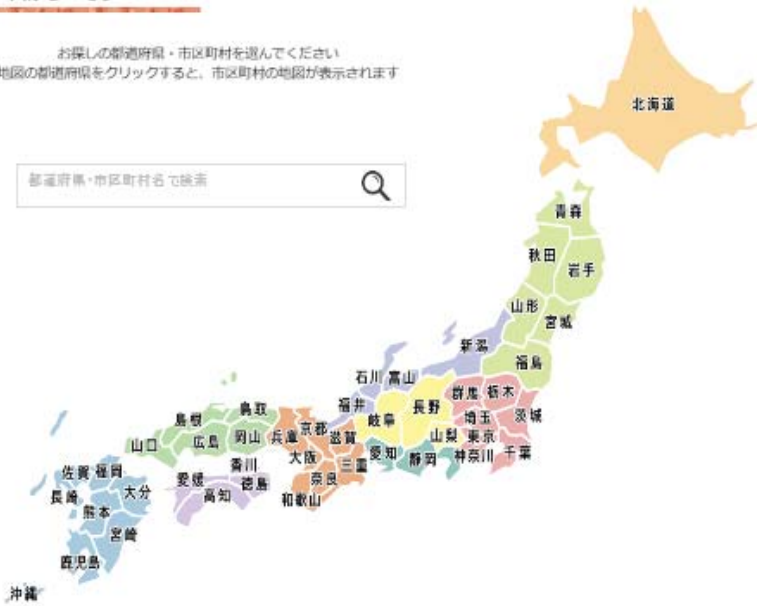 お探しの都道府県・市区町村を選んでください
地図の都道府県をクリックすると、市区町村の地図が表示されます
都道府県・市区町村名で検索
北海道
青森
秋田
岩手
山形
宮城
新潟
福島
石川 富山
福井
岐阜
長野
群馬 栃木
埼玉
茨城
山梨 東京
神奈川
千葉
愛知
静岡
鳥取
島根
山口
広島
岡山
兵庫
京都
滋賀
大阪
三重
奈良
和歌山
香川
愛媛
徳島
高知
佐賀 福岡
長崎
大分
熊本
宮崎
鹿児島
沖縄